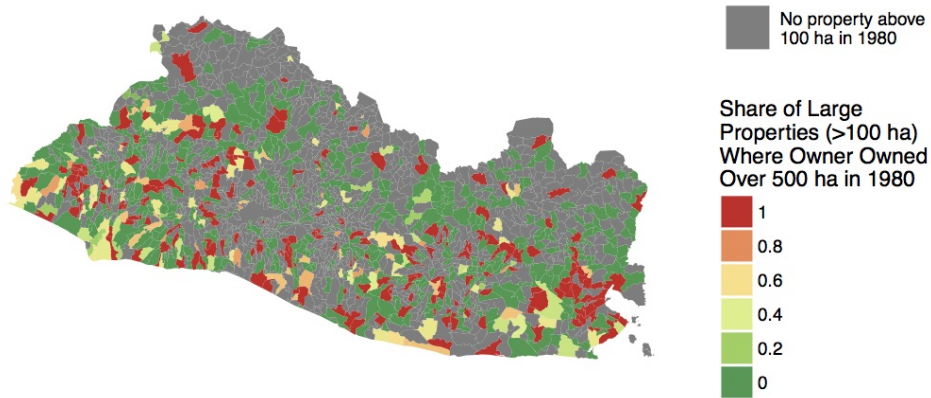 No property above
100 ha in 1980
Share of Large
Properties (>100 ha)
Where Owner Owned
Over 500 ha in 1980
1
0.8
0.6
0.4
0.2
0